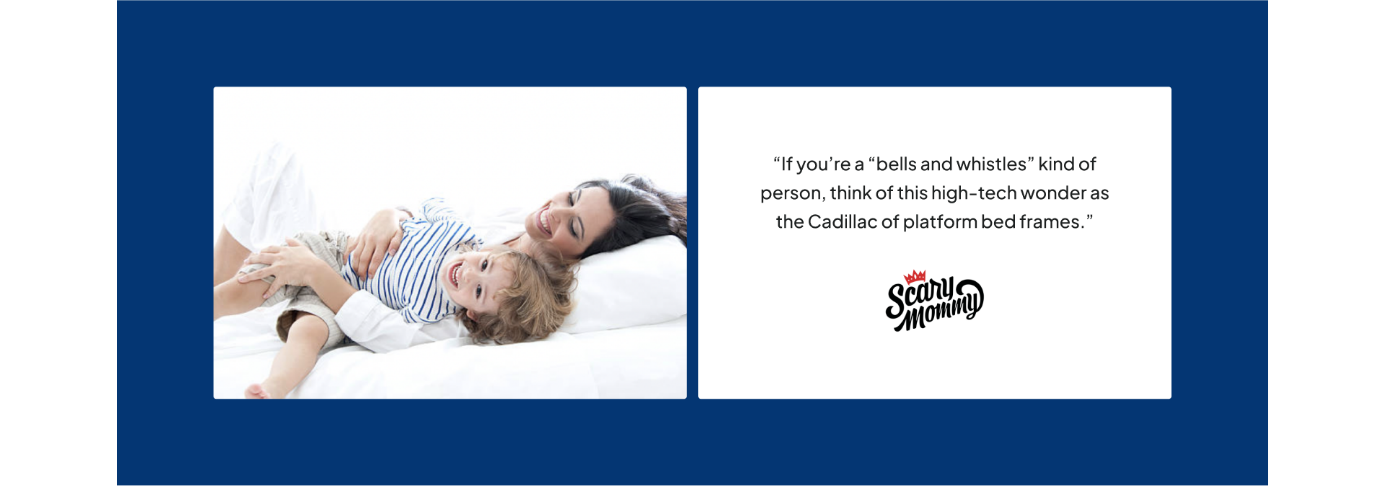 “If you’re a “bells and whistles” kind of
person, think of this high-tech wonder as
the Cadillac of platform bed frames.”
Scary
Mommy